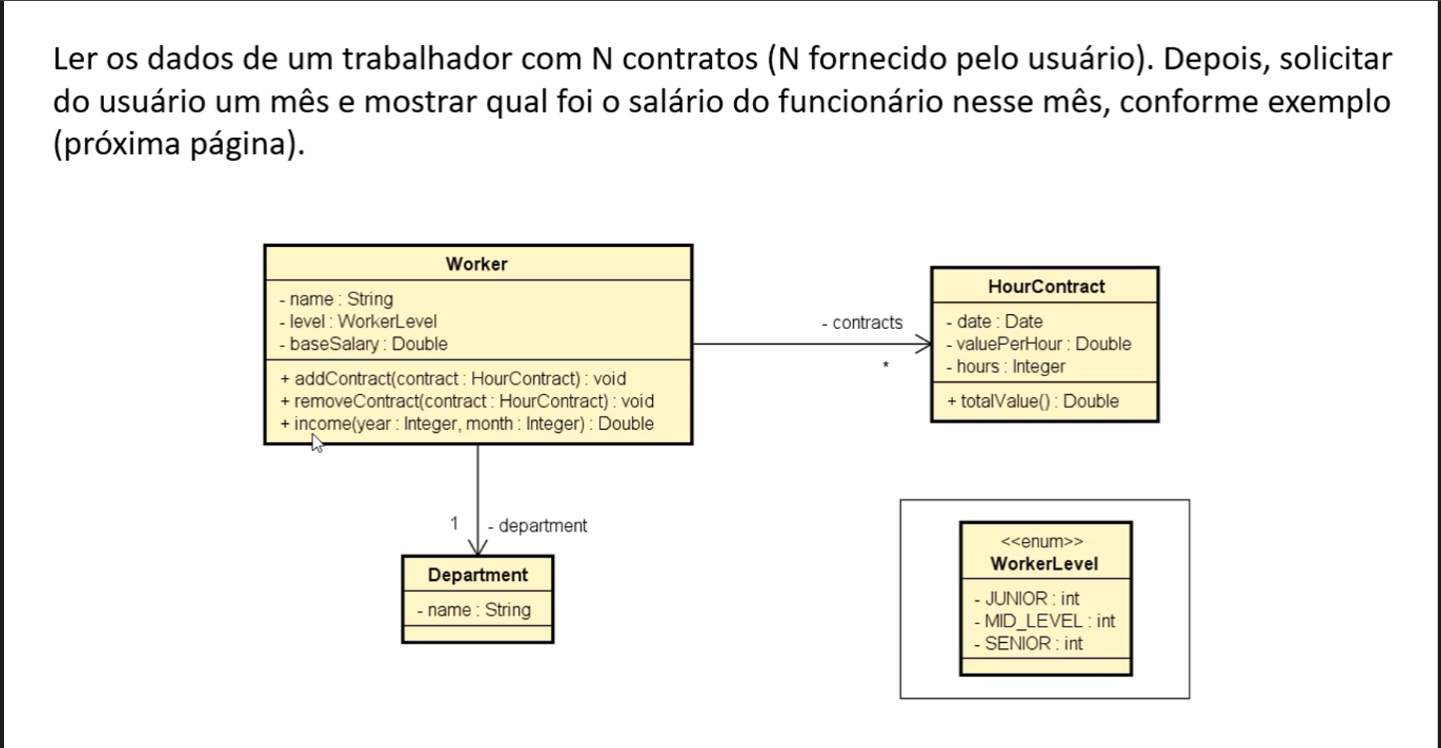 Ler os dados de um trabalhador com N contratos (N fornecido pelo usuário). Depois, solicitar
do usuário um mês e mostrar qual foi o salário do funcionário nesse mês, conforme exemplo
(próxima página).
Worker
- name : String
- level : WorkerLevel
- baseSalary : Double
+ addContract(contract : HourContract) : void
+ removeContract(contract : HourContract) : void
+ income(year : Integer, month : Integer) : Double
- contracts
*
HourContract
- date : Date
- valuePerHour : Double
- hours : Integer
+ totalValue() : Double
1
- department
Department
- name : String
<<enum>>
WorkerLevel
- JUNIOR : int
- MID_LEVEL : int
- SENIOR : int